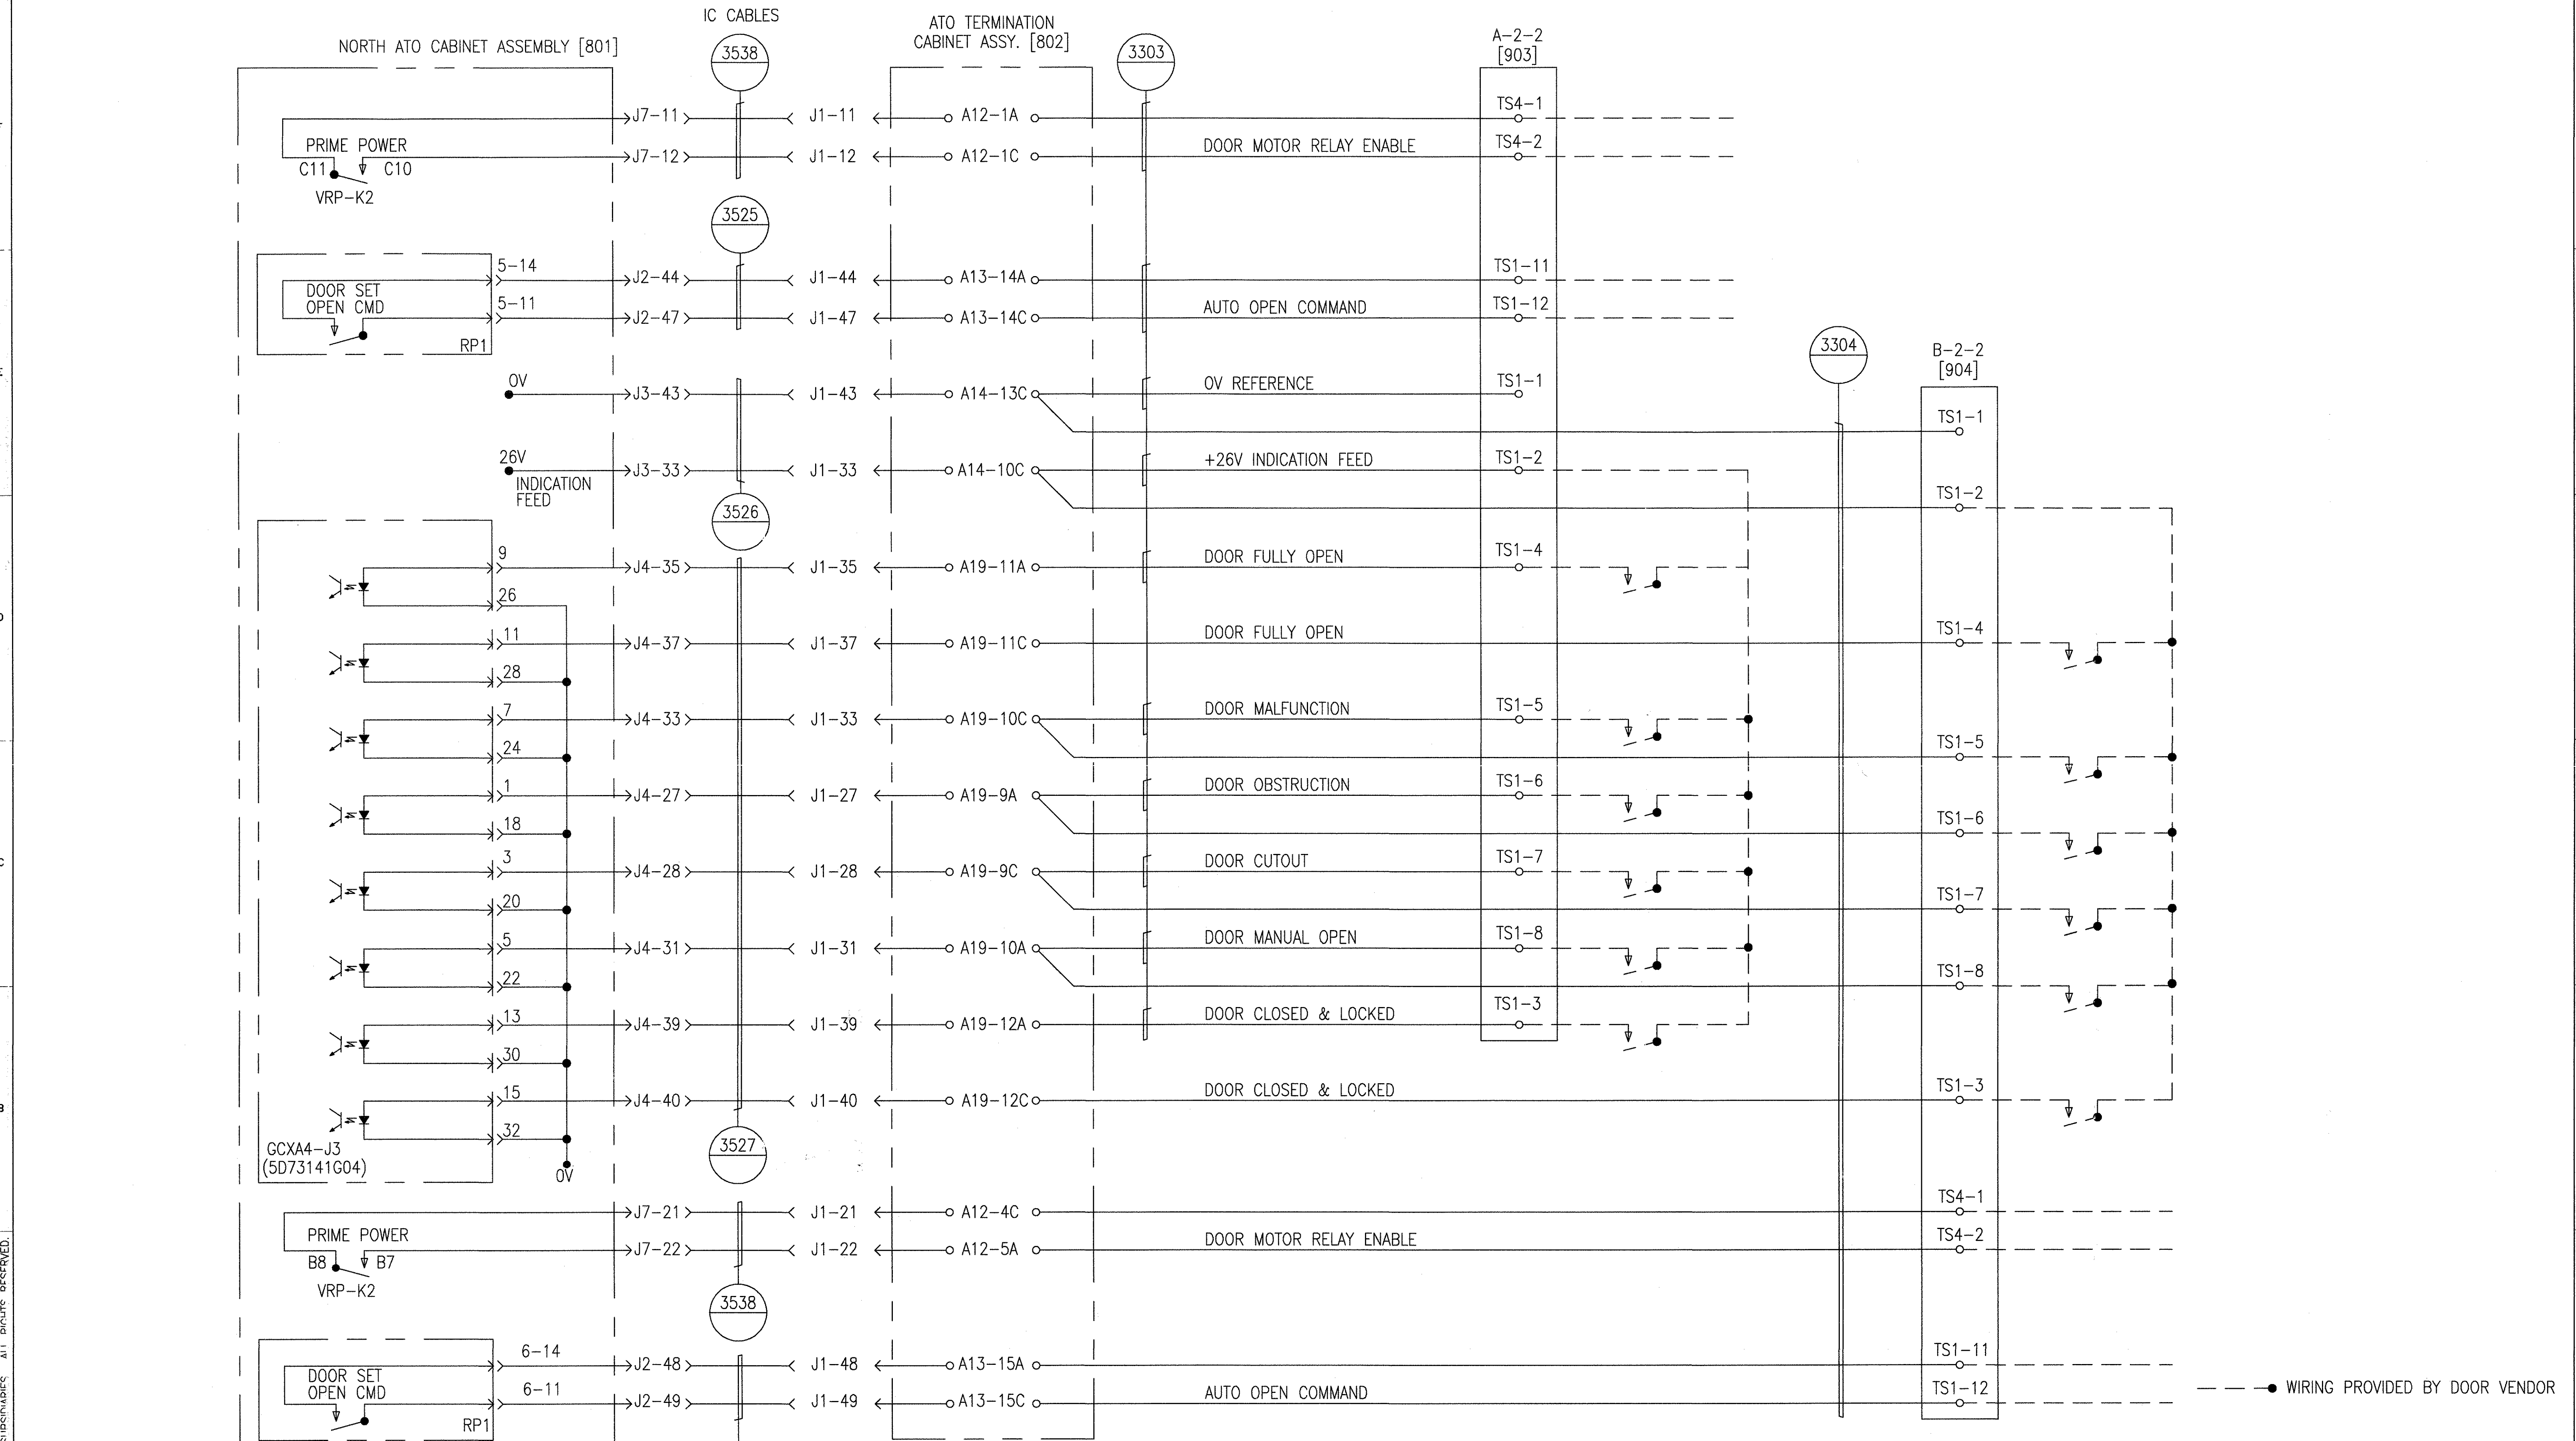 IC CABLES
NORTH ATO CABINET ASSEMBLY [801]
ATO TERMINATION
CABINET ASSY. [802]
3538
3303
A-2-2
[903]
J7-11 J1-11 A12-1A TS4-1
PRIME POWER
C11 C10
VRP-K2
J7-12 J1-12 A12-1C DOOR MOTOR RELAY ENABLE TS4-2
3525
5-14 J2-44 J1-44 A13-14A TS1-11
DOOR SET
OPEN CMD
5-11 J2-47 J1-47 A13-14C AUTO OPEN COMMAND TS1-12
RP1
3304
B-2-2
[904]
0V J3-43 J1-43 A14-13C 0V REFERENCE TS1-1
TS1-1
26V J3-33 J1-33 A14-10C +26V INDICATION FEED TS1-2
INDICATION
FEED
TS1-2
3526
9 J4-35 J1-35 A19-11A DOOR FULLY OPEN TS1-4
26
11 J4-37 J1-37 A19-11C DOOR FULLY OPEN TS1-4
28
7 J4-33 J1-33 A19-10C DOOR MALFUNCTION TS1-5
24 TS1-5
1 J4-27 J1-27 A19-9A DOOR OBSTRUCTION TS1-6
18 TS1-6
3 J4-28 J1-28 A19-9C DOOR CUTOUT TS1-7
20 TS1-7
5 J4-31 J1-31 A19-10A DOOR MANUAL OPEN TS1-8
22 TS1-8
13 J4-39 J1-39 A19-12A DOOR CLOSED & LOCKED TS1-3
30
15 J4-40 J1-40 A19-12C DOOR CLOSED & LOCKED TS1-3
32
GCXA4-J3
(5D73141G04)
0V
3527
J7-21 J1-21 A12-4C TS4-1
PRIME POWER
B8 B7
VRP-K2
J7-22 J1-22 A12-5A DOOR MOTOR RELAY ENABLE TS4-2
3538
6-14 J2-48 J1-48 A13-15A TS1-11
DOOR SET
OPEN CMD
6-11 J2-49 J1-49 A13-15C AUTO OPEN COMMAND TS1-12
RP1
WIRING PROVIDED BY DOOR VENDOR
E
D
C
B
SUBSIDIARIES. ALL RIGHTS RESERVED.